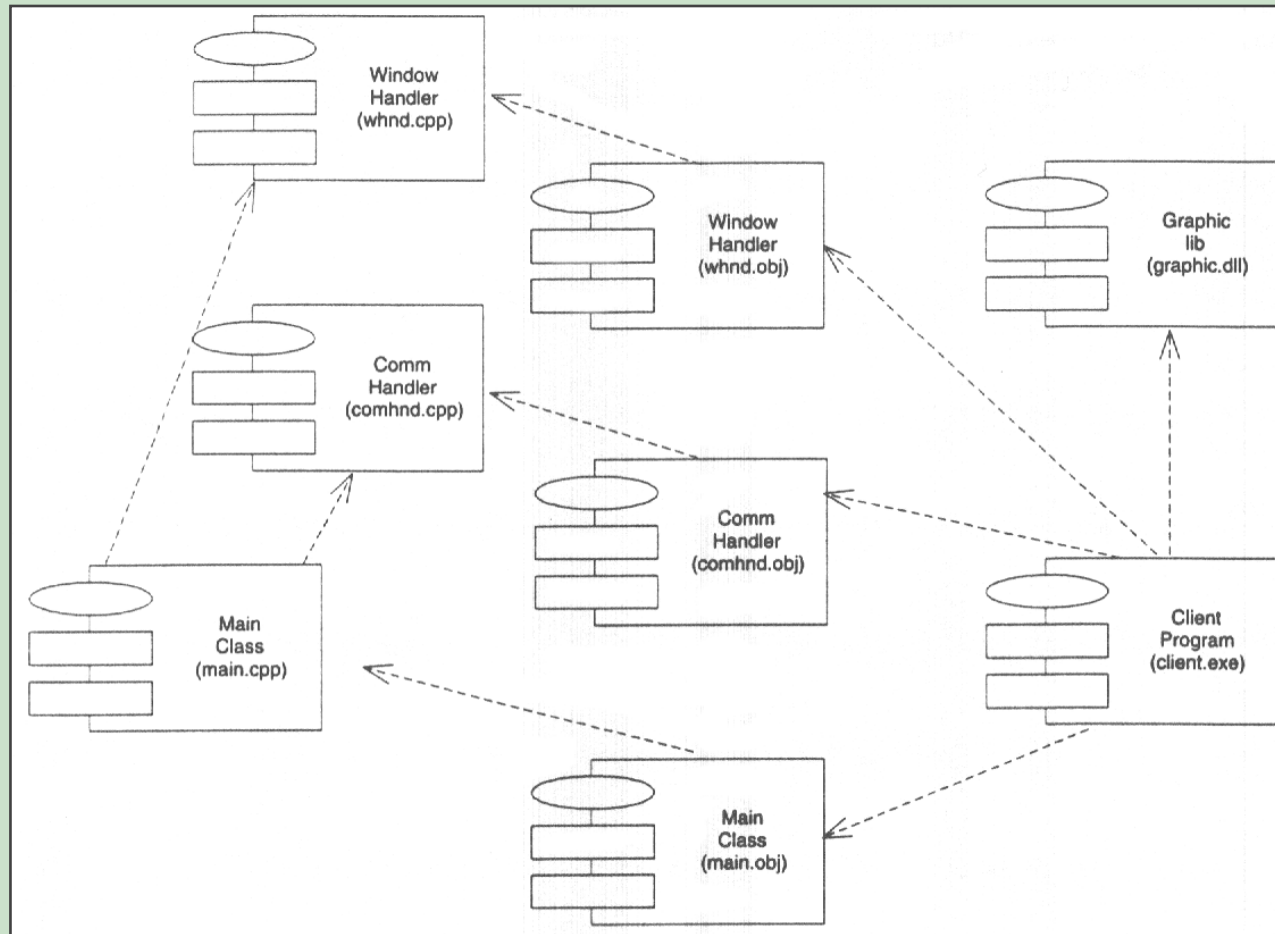 Window
Handler
(whnd.cpp)
Window
Handler
(whnd.obj)
Graphic
lib
(graphic.dll)
Comm
Handler
(comhnd.cpp)
Comm
Handler
(comhnd.obj)
Main
Class
(main.cpp)
Client
Program
(client.exe)
Main
Class
(main.obj)